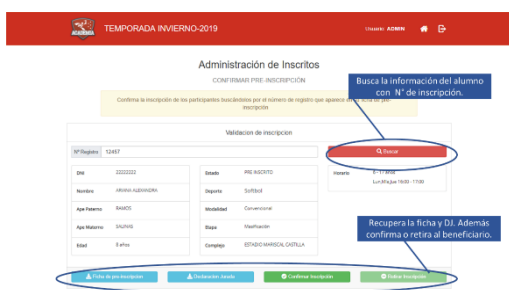 ACADEMIA
TEMPORADA INVIERNO-2019
Usuario: ADMIN
Administración de Inscritos
CONFIRMAR PRE-INSCRIPCIÓN
Busca la información del alumno
con N° de inscripción.
Confirma la inscripción de los participantes buscándolos por el número de registro que aparece en la ficha de pre-
inscripción
Validacion de inscripcion
N° Registro 12457
Buscar
DNI 22222222
Nombre ARIANA ALEXANDRA
Ape Paterno RAMOS
Ape Materno SALINAS
Edad 8 años
Estado PRE INSCRITO
Deporte Softbol
Modalidad Convencional
Etapa Masificación
Complejo ESTADIO MARISCAL CASTILLA
Horario
Recupera la ficha y DJ. Además
confirma o retira al beneficiario.
Ficha de pre-inscripcion
Declaración Jurada
Confirmar Inscripción
Retirar Inscripción